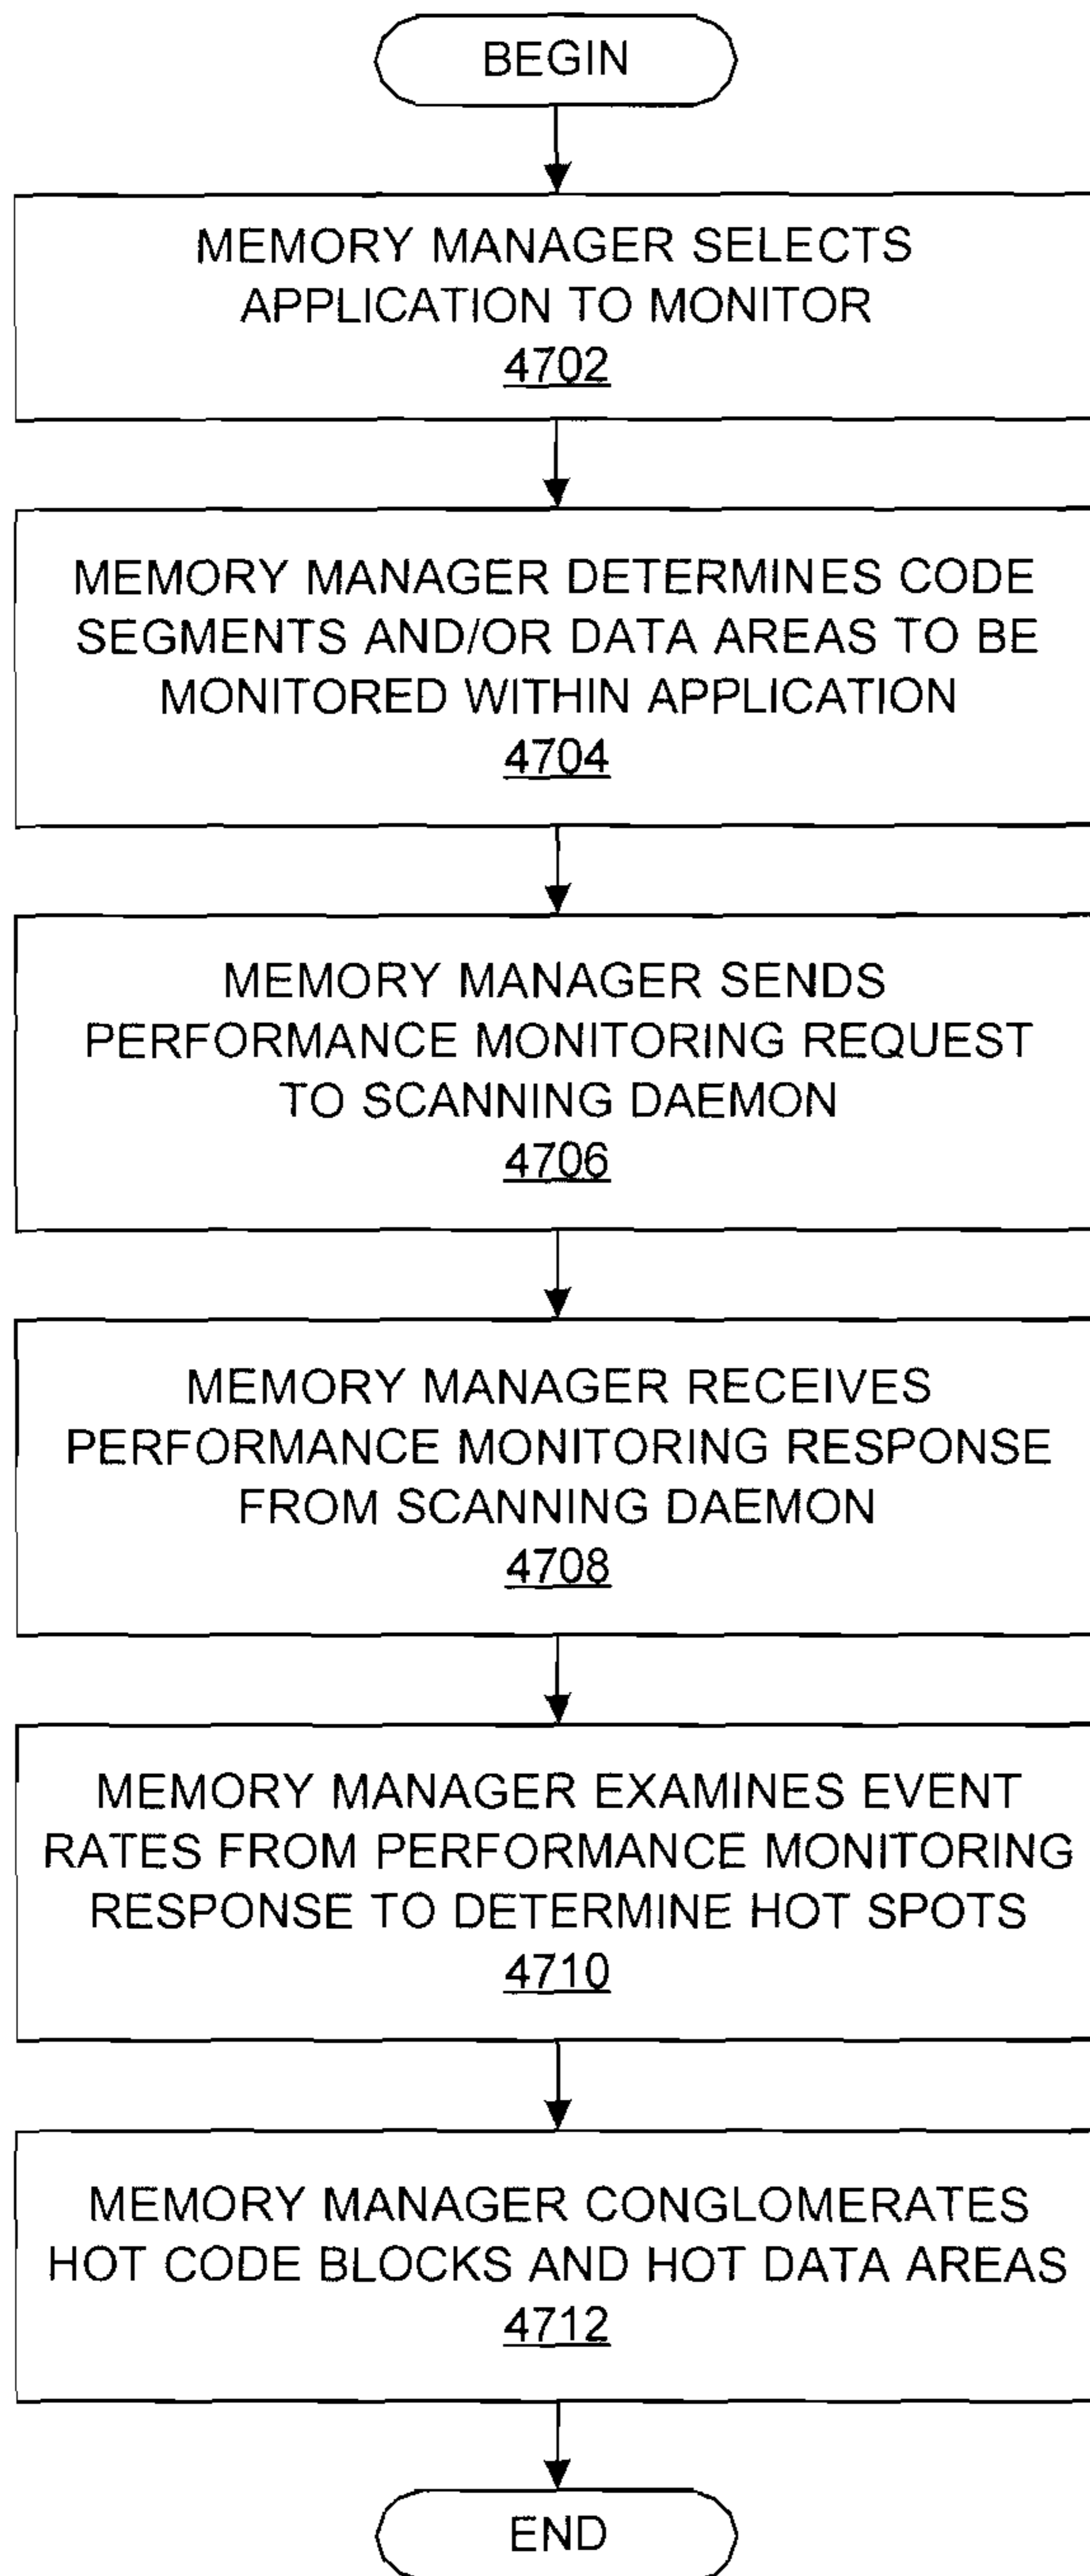 BEGIN
MEMORY MANAGER SELECTS
APPLICATION TO MONITOR
4702
MEMORY MANAGER DETERMINES CODE
SEGMENTS AND/OR DATA AREAS TO BE
MONITORED WITHIN APPLICATION
4704
MEMORY MANAGER SENDS
PERFORMANCE MONITORING REQUEST
TO SCANNING DAEMON
4706
MEMORY MANAGER RECEIVES
PERFORMANCE MONITORING RESPONSE
FROM SCANNING DAEMON
4708
MEMORY MANAGER EXAMINES EVENT
RATES FROM PERFORMANCE MONITORING
RESPONSE TO DETERMINE HOT SPOTS
4710
MEMORY MANAGER CONGLOMERATES
HOT CODE BLOCKS AND HOT DATA AREAS
4712
END